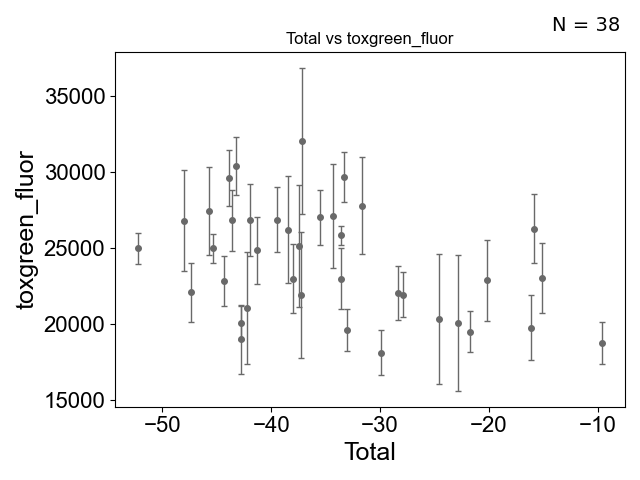 N = 38
Total vs toxgreen_fluor
35000
30000
25000
20000
15000
toxgreen_fluor
−50 −40 −30 −20 −10
Total